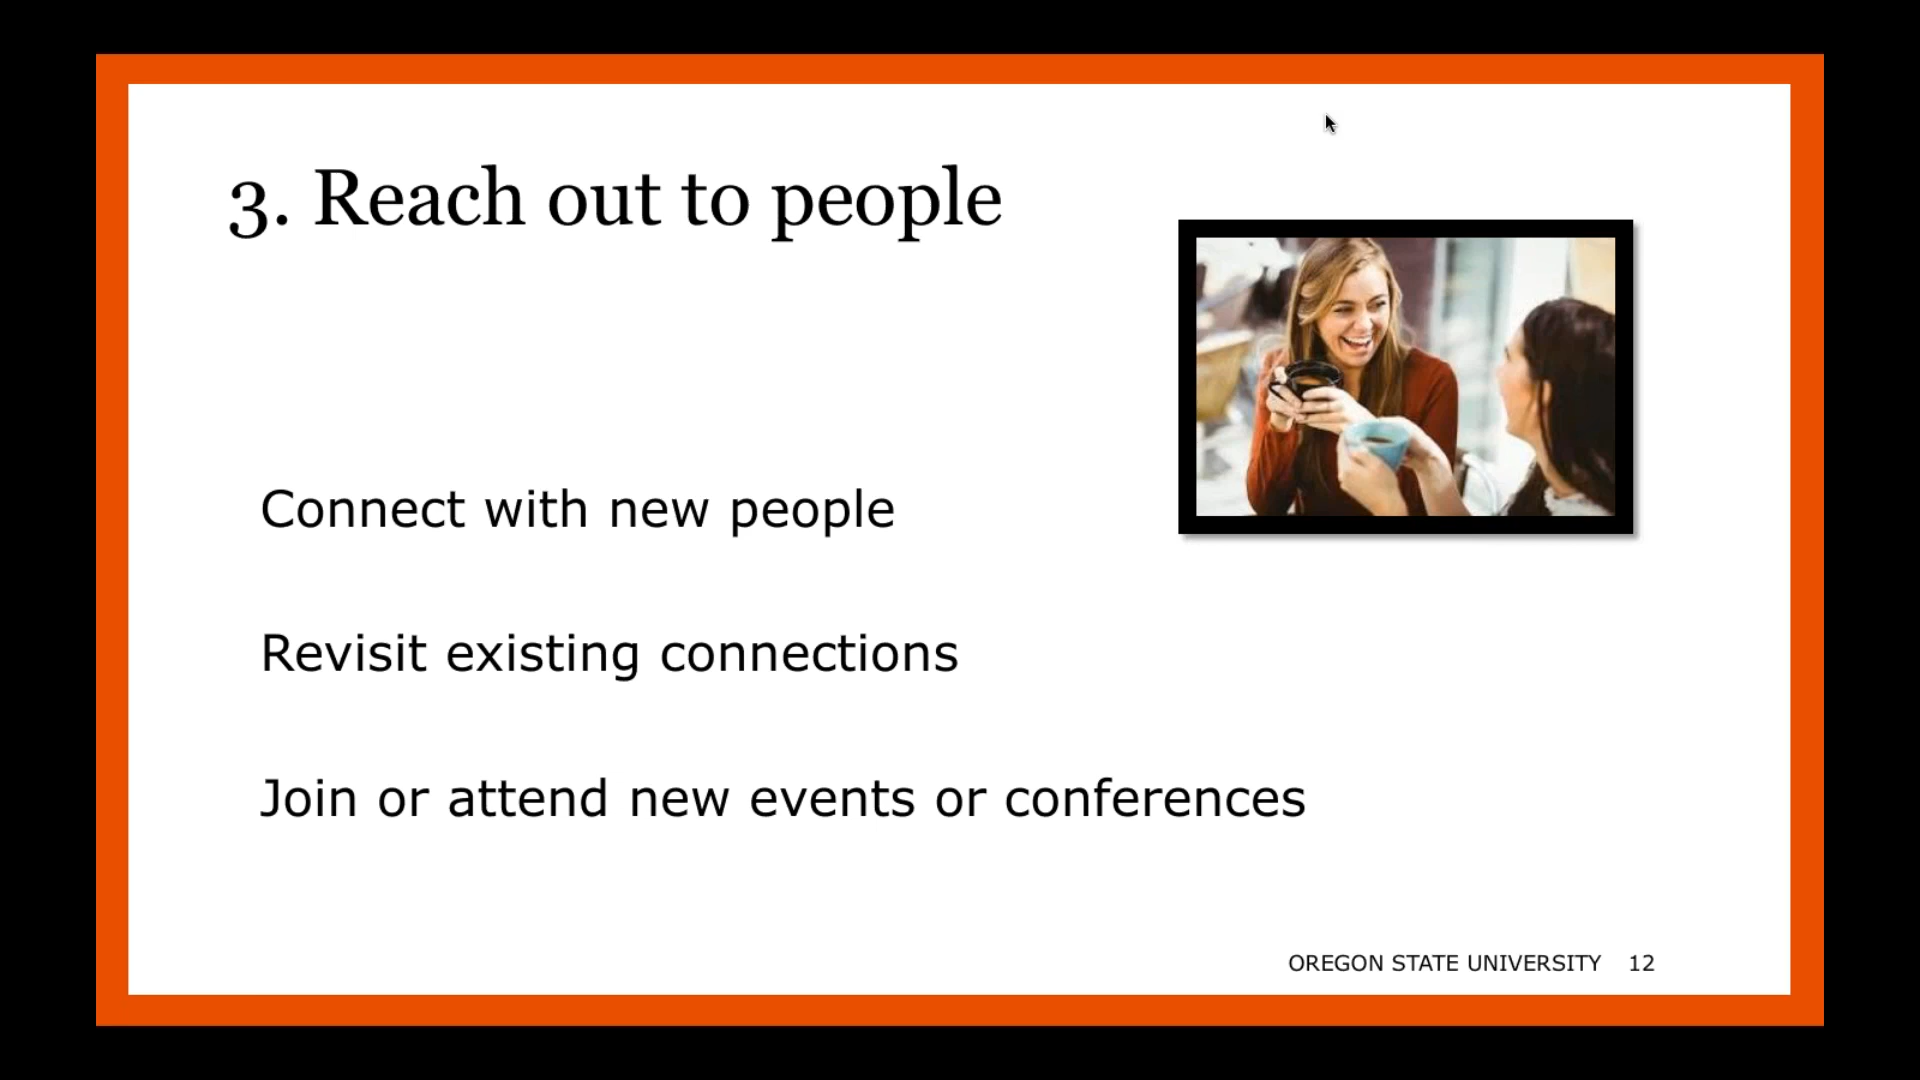 3. Reach out to people
Connect with new people
Revisit existing connections
Join or attend new events or conferences
OREGON STATE UNIVERSITY 12